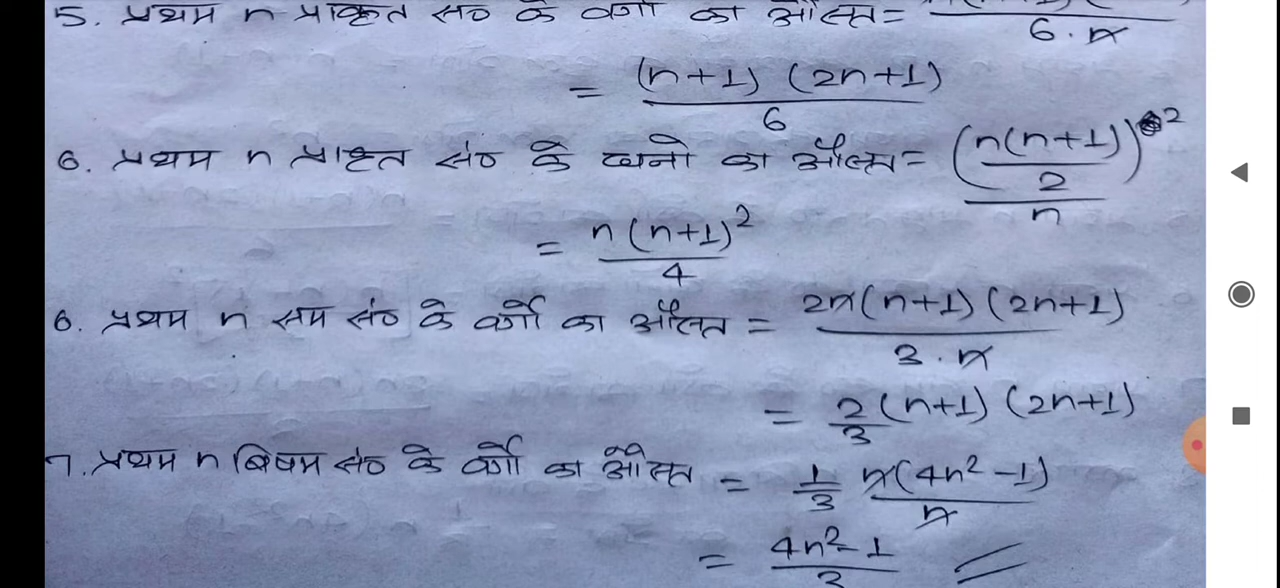 5. प्रथम n प्राकृत सं० के वर्गो का औसत =
6 . n
= (n+1) (2n+1) / 6
6. प्रथम n प्राकृत सं० के घनो का औसत = (n(n+1) / 2)² / n
= n(n+1)² / 4
6. प्रथम n सम सं० के वर्गो का औसत = 2n(n+1) (2n+1) / 3 . n
= 2/3 (n+1) (2n+1)
7. प्रथम n बिषम सं० के वर्गो का औसत = 1/3 n(4n² -1) / n
= 4n² - 1 / 3